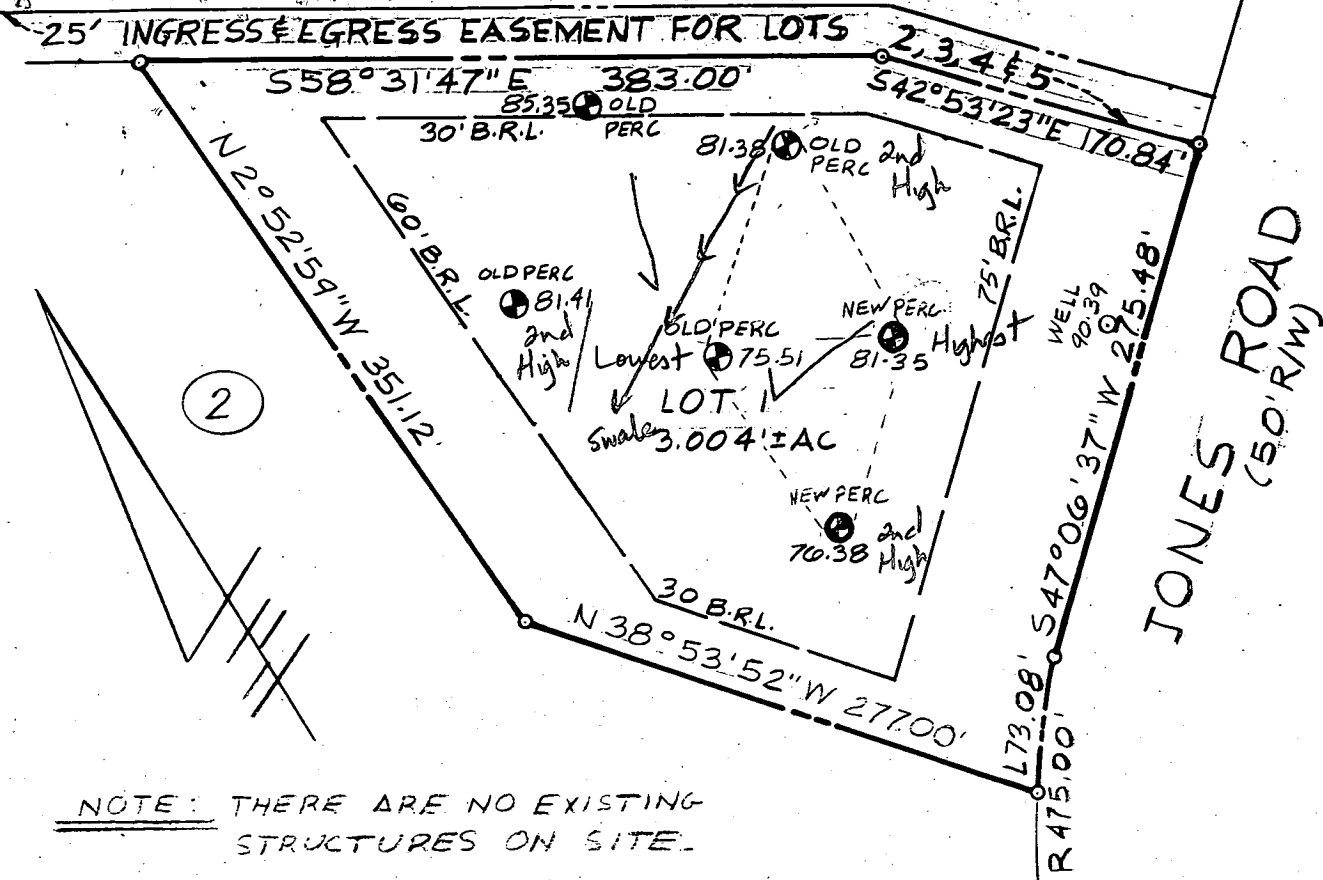 25' INGRESS & EGRESS EASEMENT FOR LOTS
2, 3, 4 & 5
S58°31'47"E 383.00'
S42°53'23"E 170.84'
85.35 OLD
PERC
30' B.R.L.
81.38 OLD
PERC
2nd
High
N2°52'59"W 351.12'
60' B.R.L.
75' B.R.L.
OLD PERC
81.41
2nd
High
NEW PERC
81.35
Highest
WELL
90.39
S47°06'37"W 275.48'
OLD PERC
Lowest 75.51
LOT 1
Swale
3.004'±AC
2
NEW PERC
76.38
2nd
High
30 B.R.L.
N38°53'52"W 277.00'
L73.08'
R475.00'
JONES ROAD
(50' R/W)
NOTE: THERE ARE NO EXISTING
STRUCTURES ON SITE.